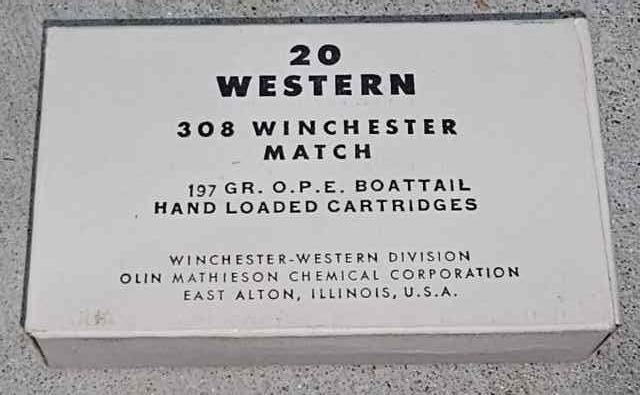 20
WESTERN
308 WINCHESTER
MATCH
197 GR. O.P.E. BOATTAIL
HAND LOADED CARTRIDGES
WINCHESTER-WESTERN DIVISION
OLIN MATHIESON CHEMICAL CORPORATION
EAST ALTON, ILLINOIS, U.S.A.